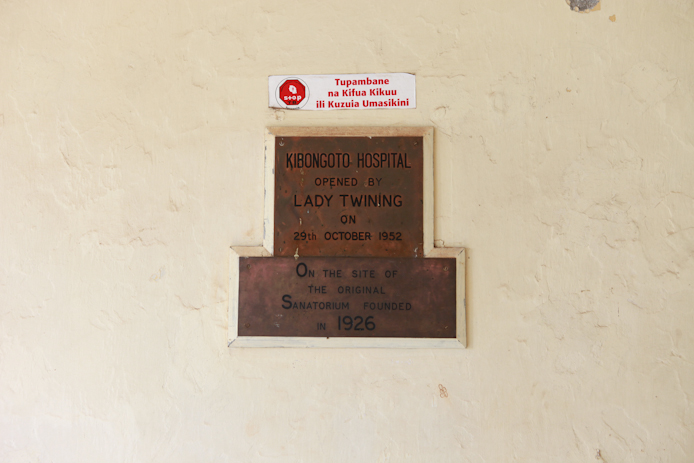 stop
Tupambane
na Kifua Kikuu
ili Kuzuia Umasikini
KIBONGOTO HOSPITAL
OPENED BY
LADY TWINING
ON
29th OCTOBER 1952
ON THE SITE OF
THE ORIGINAL
SANATORIUM FOUNDED
IN 1926